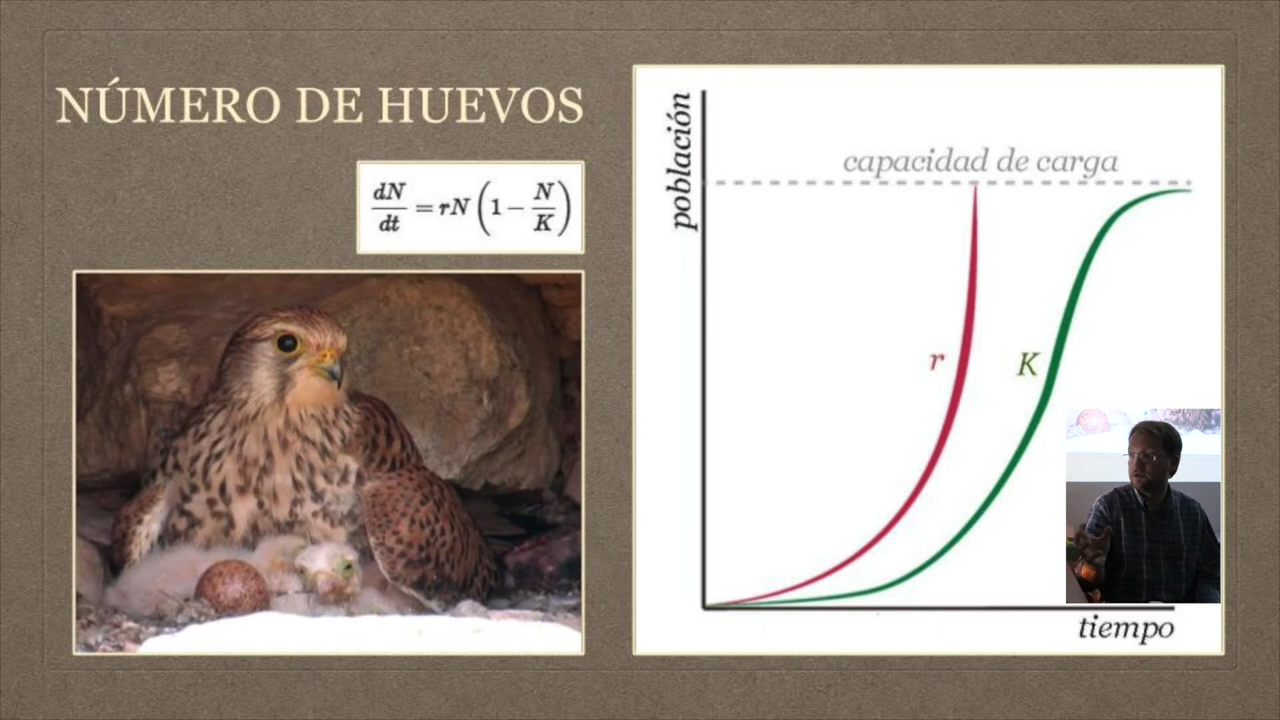 NÚMERO DE HUEVOS
dN/dt = rN(1 − N/K)
población
capacidad de carga
r
K
tiempo